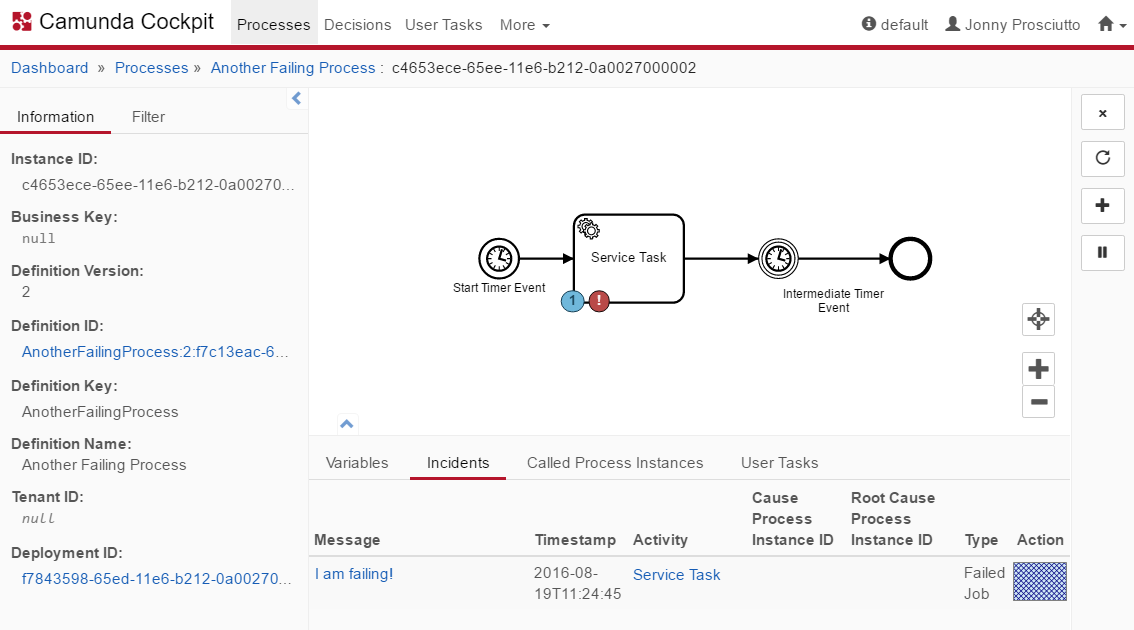 Camunda Cockpit
Processes
Decisions
User Tasks
More
default
Jonny Prosciutto
Dashboard » Processes » Another Failing Process : c4653ece-65ee-11e6-b212-0a0027000002
Information
Filter
Instance ID:
c4653ece-65ee-11e6-b212-0a00270...
Business Key:
null
Definition Version:
2
Definition ID:
AnotherFailingProcess:2:f7c13eac-6...
Definition Key:
AnotherFailingProcess
Definition Name:
Another Failing Process
Tenant ID:
null
Deployment ID:
f7843598-65ed-11e6-b212-0a00270...
Start Timer Event
Service Task
1
!
Intermediate Timer
Event
Variables
Incidents
Called Process Instances
User Tasks
Message
Timestamp
Activity
Cause
Process
Instance ID
Root Cause
Process
Instance ID
Type
Action
I am failing!
2016-08-
19T11:24:45
Service Task
Failed
Job